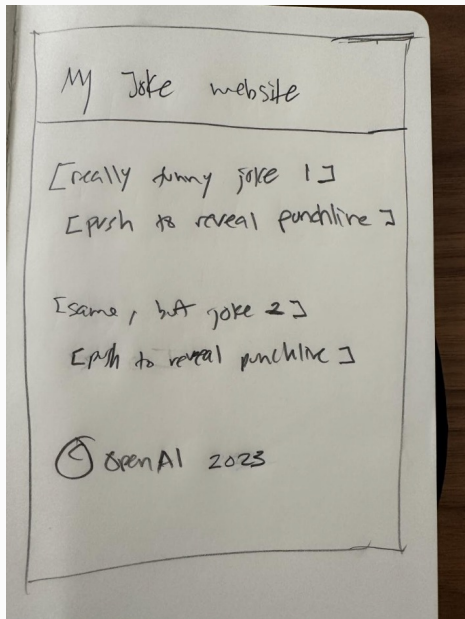 My Joke website
[really funny joke 1]
[push to reveal punchline]
[same, but joke 2]
[push to reveal punchline]
© OpenAI 2023